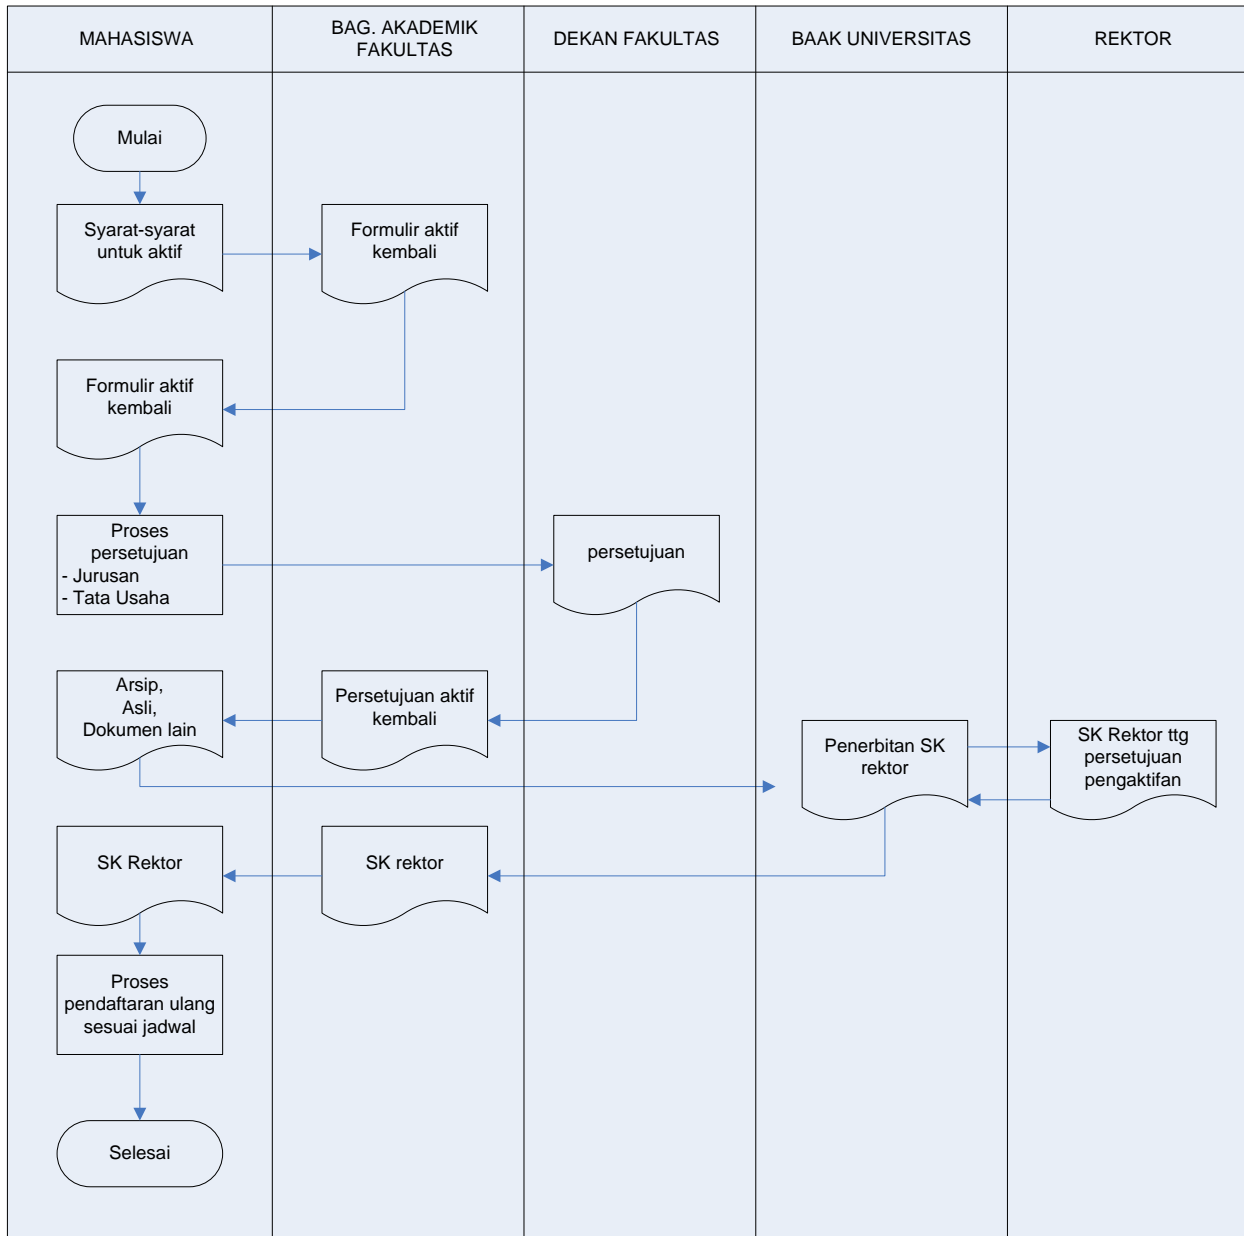 MAHASISWA
BAG. AKADEMIK
FAKULTAS
DEKAN FAKULTAS
BAAK UNIVERSITAS
REKTOR
Mulai
Syarat-syarat
untuk aktif
Formulir aktif
kembali
Formulir aktif
kembali
Proses
persetujuan
- Jurusan
- Tata Usaha
persetujuan
Arsip,
Asli,
Dokumen lain
Persetujuan aktif
kembali
Penerbitan SK
rektor
SK Rektor ttg
persetujuan
pengaktifan
SK Rektor
SK rektor
Proses
pendaftaran ulang
sesuai jadwal
Selesai